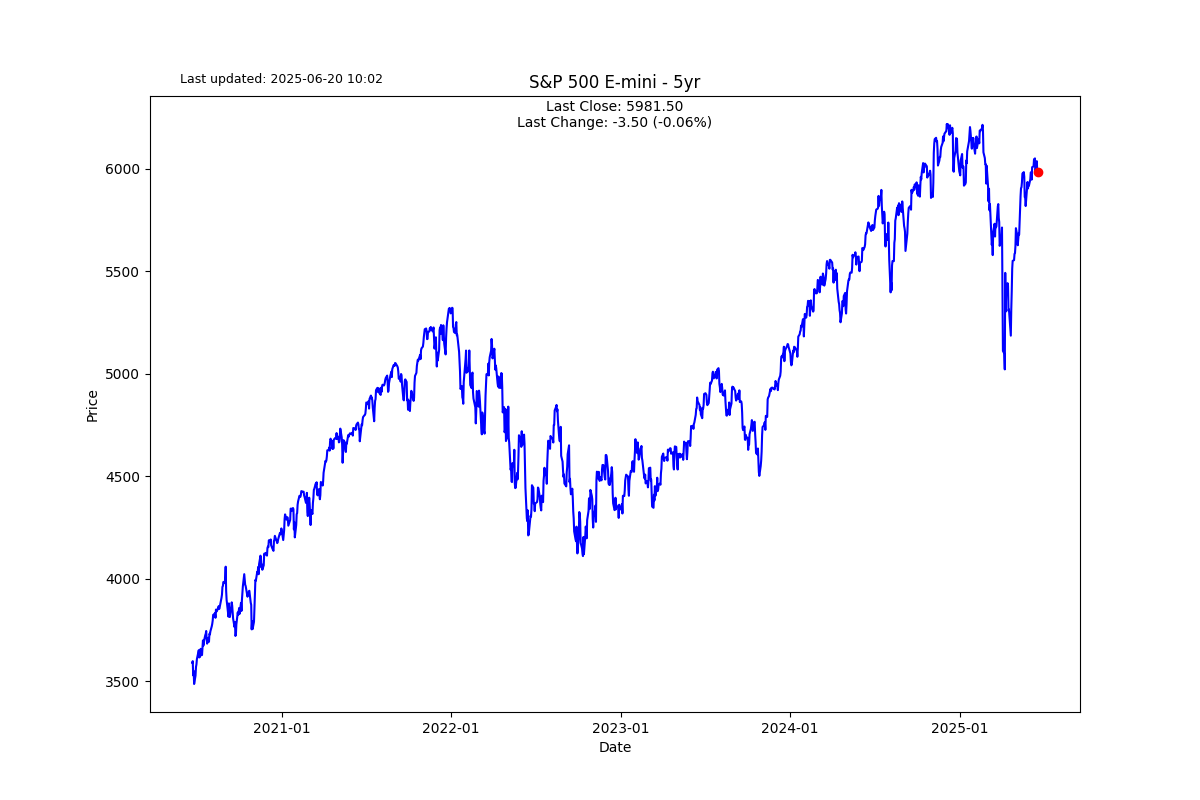 Last updated: 2025-06-20 10:02
S&P 500 E-mini - 5yr
Last Close: 5981.50
Last Change: -3.50 (-0.06%)
6000
5500
5000
4500
4000
3500
Price
2021-01
2022-01
2023-01
2024-01
2025-01
Date